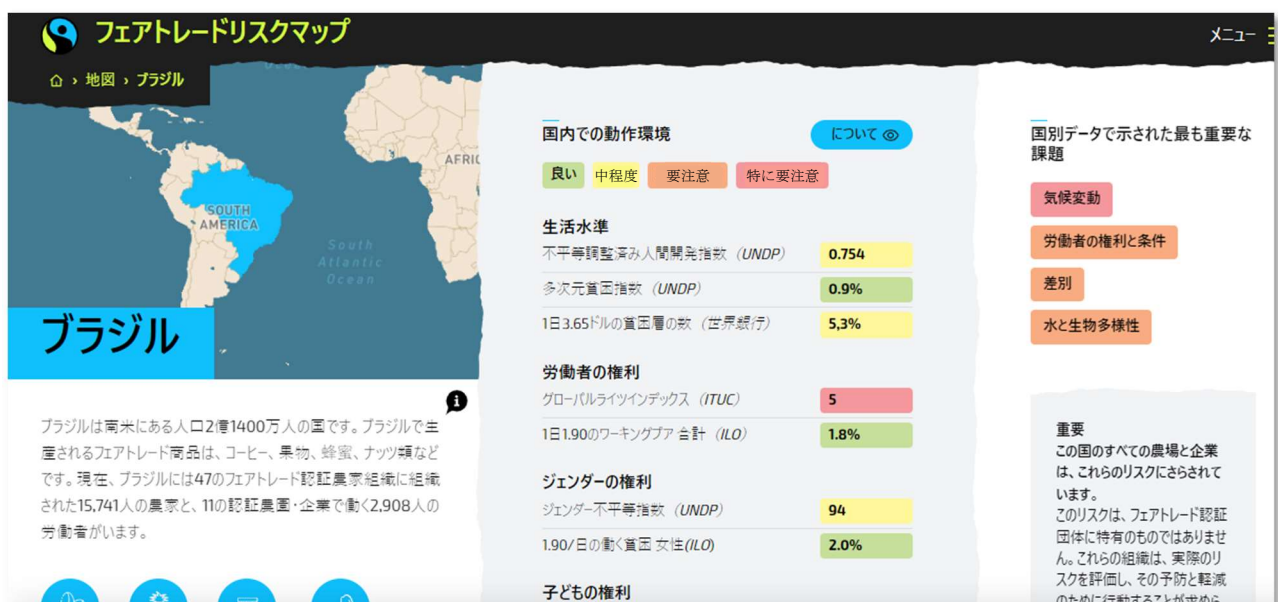 フェアトレードリスクマップ
メニュー
› 地図 › ブラジル
AFRIC
SOUTH
AMERICA
South
Atlantic
Ocean
ブラジル
ブラジルは南米にある人口2億1400万人の国です。ブラジルで生
産されるフェアトレード商品は、コーヒー、果物、蜂蜜、ナッツ類など
です。現在、ブラジルには47のフェアトレード認証農家組織に組織
された15,741人の農家と、11の認証農園・企業で働く2,908人の
労働者がいます。
国内での動作環境
について
良い 中程度 要注意 特に要注意
生活水準
不平等調整済み人間開発指数 (UNDP) 0.754
多次元貧困指数 (UNDP) 0.9%
1日3.65ドルの貧困層の数 (世界銀行) 5,3%
労働者の権利
グローバルライツインデックス (ITUC) 5
1日1.90のワーキングプア 合計 (ILO) 1.8%
ジェンダーの権利
ジェンダー不平等指数 (UNDP) 94
1.90/日の働く貧困 女性(ILO) 2.0%
子どもの権利
国別データで示された最も重要な
課題
気候変動
労働者の権利と条件
差別
水と生物多様性
重要
この国のすべての農場と企業
は、これらのリスクにさらされて
います。
このリスクは、フェアトレード認証
団体に特有のものではありませ
ん。これらの組織は、実際のリ
スクを評価し、その予防と軽減
のために行動することが求めら